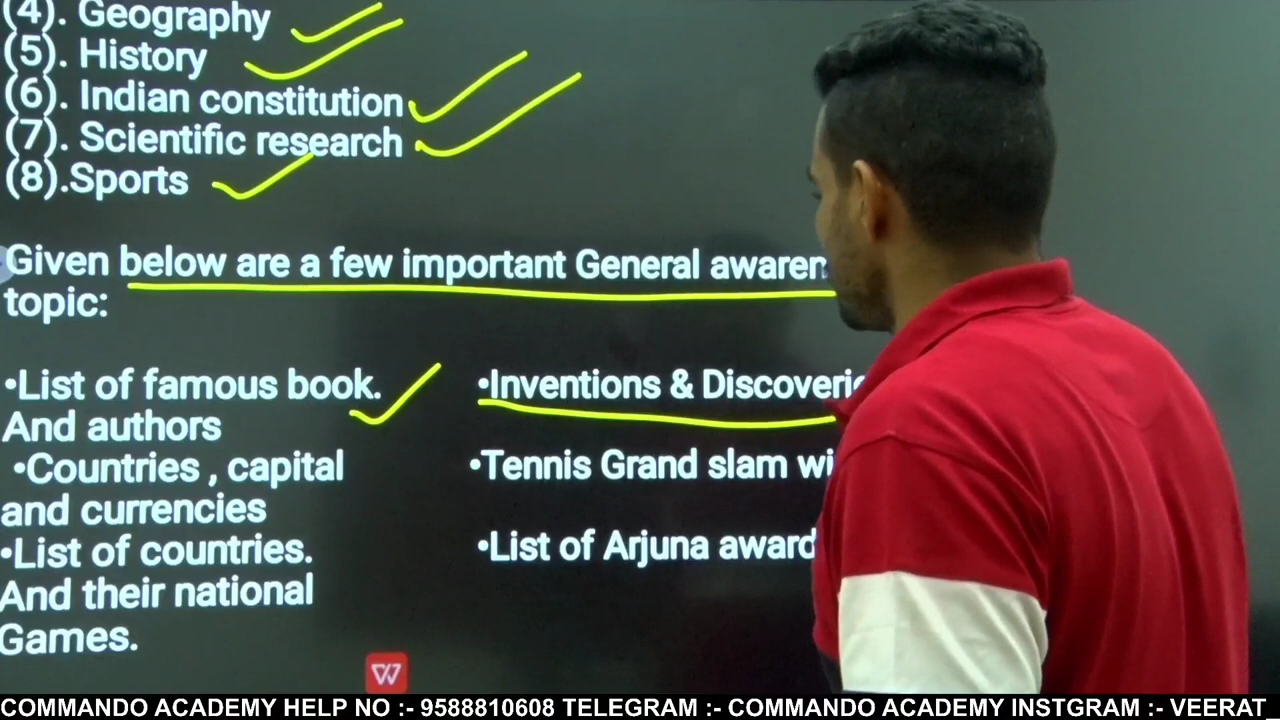 (4). Geography
(5). History
(6). Indian constitution
(7). Scientific research
(8).Sports
Given below are a few important General awaren
topic:
•List of famous book.
And authors
•Countries , capital
and currencies
•List of countries.
And their national
Games.
•Inventions & Discoverie
•Tennis Grand slam wi
•List of Arjuna award
W
COMMANDO ACADEMY HELP NO :- 9588810608 TELEGRAM :- COMMANDO ACADEMY INSTGRAM :- VEERAT